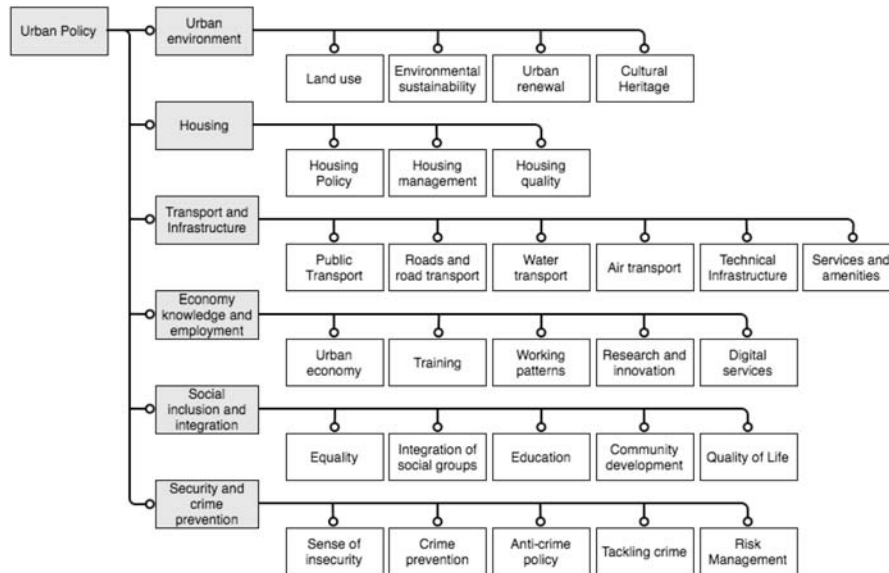 Urban Policy
Urban
environment
Land use
Environmental
sustainability
Urban
renewal
Cultural
Heritage
Housing
Housing
Policy
Housing
management
Housing
quality
Transport and
Infrastructure
Public
Transport
Roads and
road transport
Water
transport
Air transport
Technical
Infrastructure
Services and
amenities
Economy
knowledge and
employment
Urban
economy
Training
Working
patterns
Research and
innovation
Digital
services
Social
inclusion and
integration
Equality
Integration of
social groups
Education
Community
development
Quality of Life
Security and
crime
prevention
Sense of
insecurity
Crime
prevention
Anti-crime
policy
Tackling crime
Risk
Management